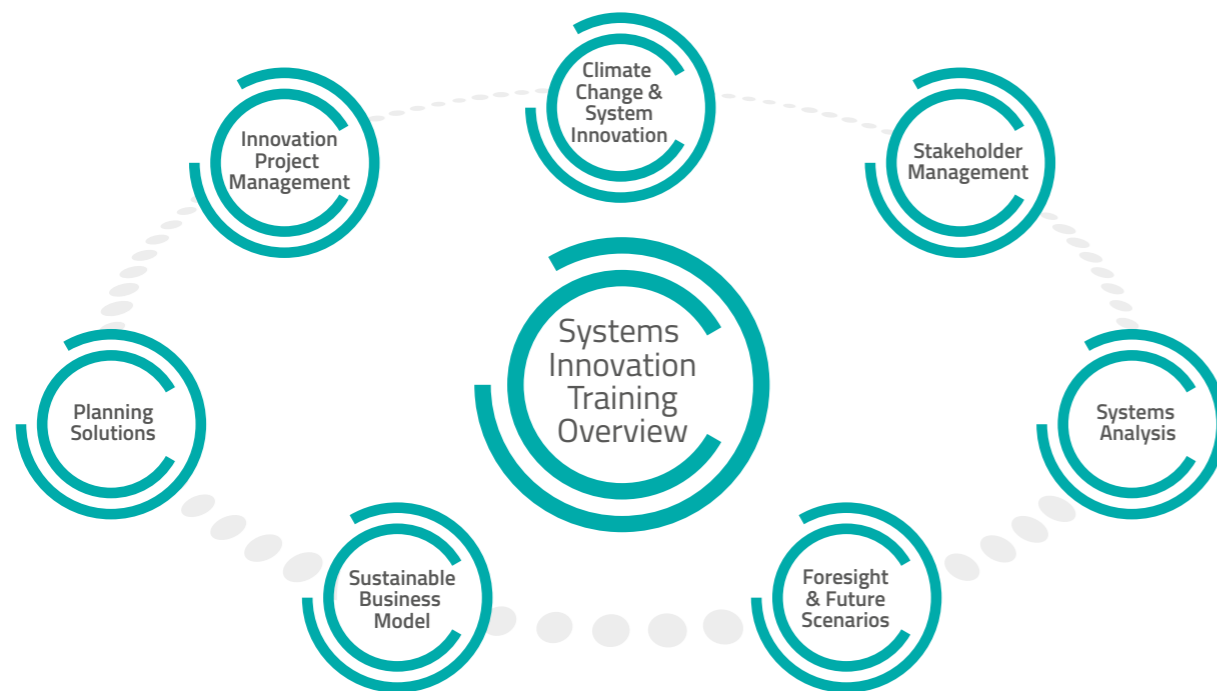 Climate
Change &
System
Innovation
Innovation
Project
Management
Stakeholder
Management
Systems
Innovation
Training
Overview
Planning
Solutions
Systems
Analysis
Sustainable
Business
Model
Foresight
& Future
Scenarios